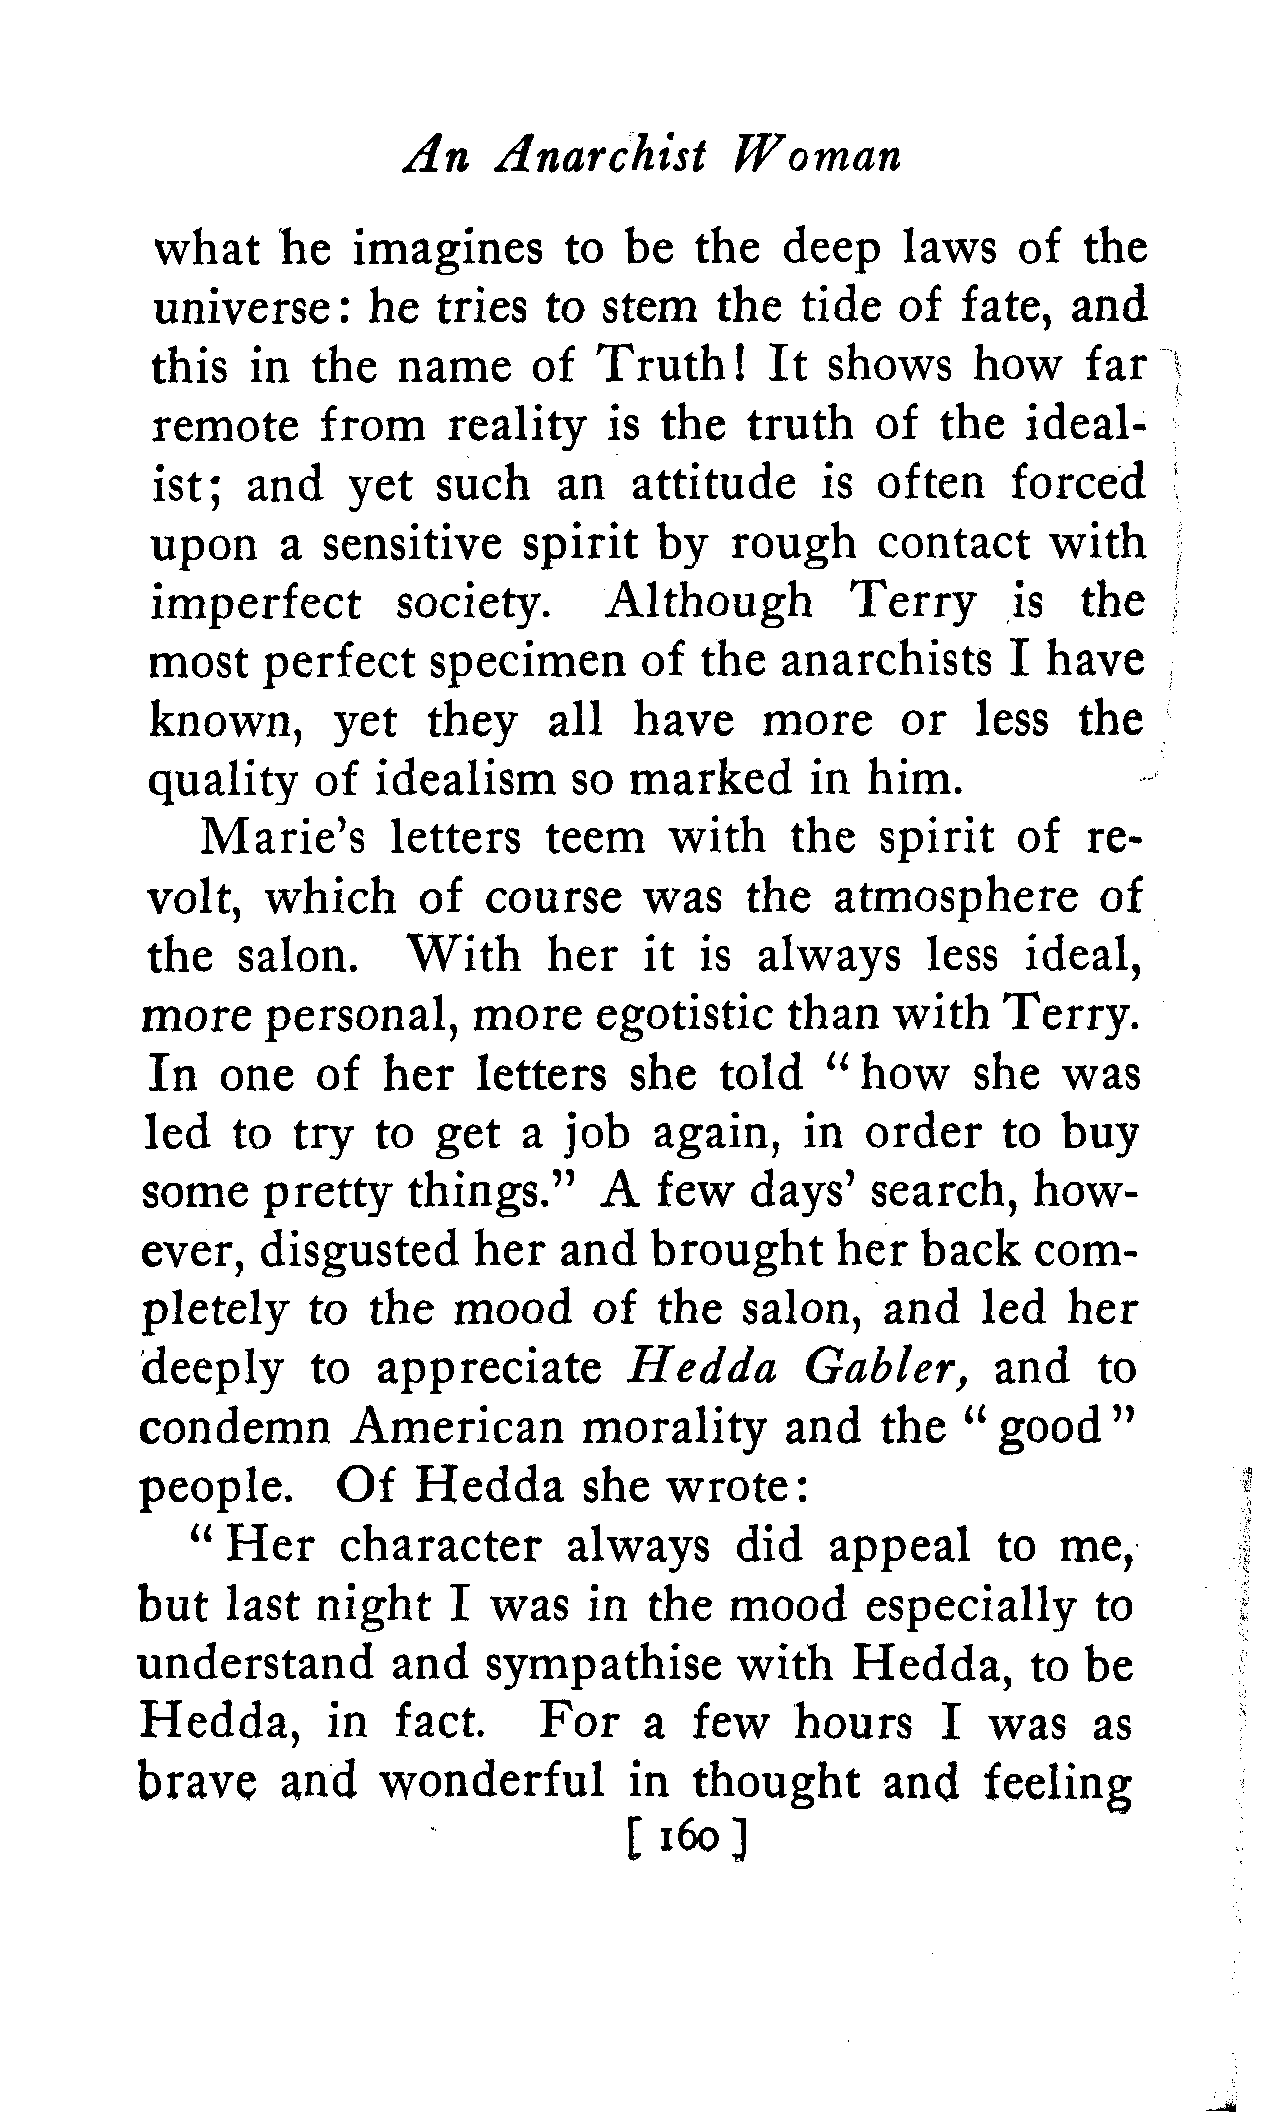 An Anarchist Woman
what he imagines to be the deep laws of the
universe: he tries to stem the tide of fate, and
this in the name of Truth! It shows how far
remote from reality is the truth of the ideal-
ist; and yet such an attitude is often forced
upon a sensitive spirit by rough contact with
imperfect society. Although Terry is the
most perfect specimen of the anarchists I have
known, yet they all have more or less the
quality of idealism so marked in him.
Marie's letters teem with the spirit of re-
volt, which of course was the atmosphere of
the salon. With her it is always less ideal,
more personal, more egotistic than with Terry.
In one of her letters she told "how she was
led to try to get a job again, in order to buy
some pretty things." A few days' search, how-
ever, disgusted her and brought her back com-
pletely to the mood of the salon, and led her
deeply to appreciate Hedda Gabler, and to
condemn American morality and the "good"
people. Of Hedda she wrote:
"Her character always did appeal to me,
but last night I was in the mood especially to
understand and sympathise with Hedda, to be
Hedda, in fact. For a few hours I was as
brave and wonderful in thought and feeling
[160]